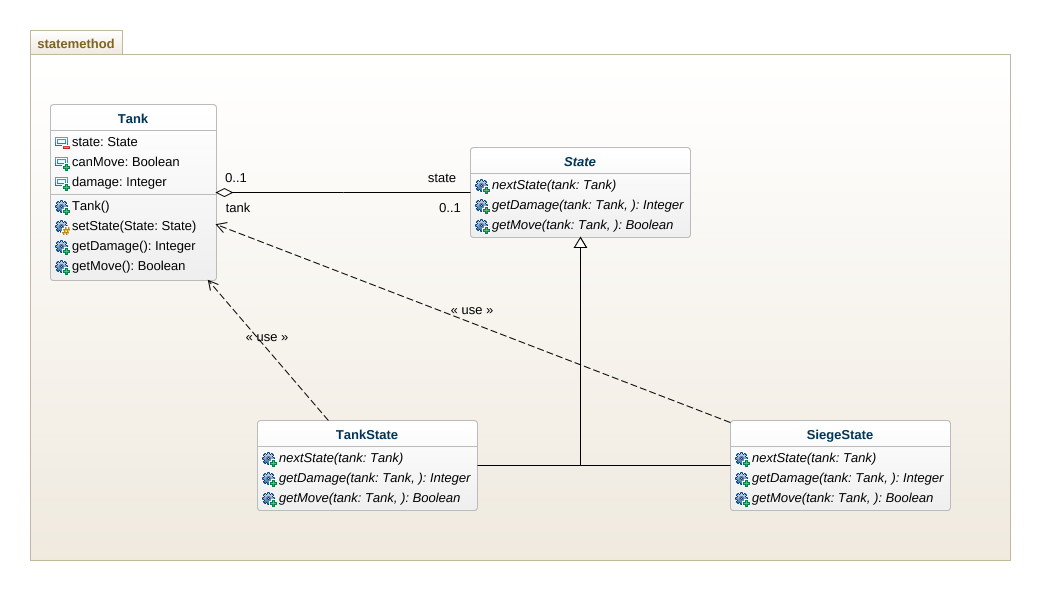 statemethod
Tank
state: State
canMove: Boolean
damage: Integer
Tank()
setState(State: State)
getDamage(): Integer
getMove(): Boolean
0..1
state
tank
0..1
State
nextState(tank: Tank)
getDamage(tank: Tank, ): Integer
getMove(tank: Tank, ): Boolean
« use »
« use »
TankState
nextState(tank: Tank)
getDamage(tank: Tank, ): Integer
getMove(tank: Tank, ): Boolean
SiegeState
nextState(tank: Tank)
getDamage(tank: Tank, ): Integer
getMove(tank: Tank, ): Boolean